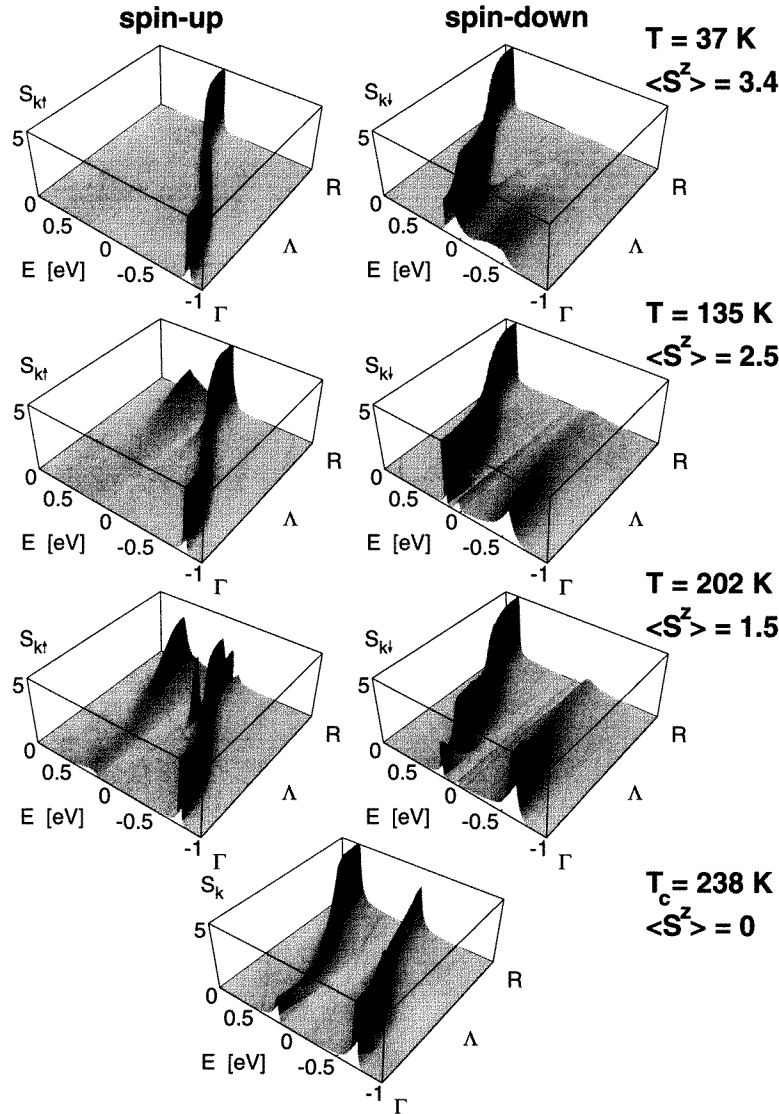 spin-up spin-down
T = 37 K
<S^z> = 3.4
S_k↑
5
0
0.5
0
-0.5
-1
E [eV]
Γ
Λ
R
S_k↓
5
0
0.5
0
-0.5
-1
E [eV]
Γ
Λ
R
T = 135 K
<S^z> = 2.5
S_k↑
5
0
0.5
0
-0.5
-1
E [eV]
Γ
Λ
R
S_k↓
5
0
0.5
0
-0.5
-1
E [eV]
Γ
Λ
R
T = 202 K
<S^z> = 1.5
S_k↑
5
0
0.5
0
-0.5
-1
E [eV]
Γ
Λ
R
S_k↓
5
0
0.5
0
-0.5
-1
E [eV]
Γ
Λ
R
T_c = 238 K
<S^z> = 0
S_k
5
0
0.5
0
-0.5
-1
E [eV]
Γ
Λ
R